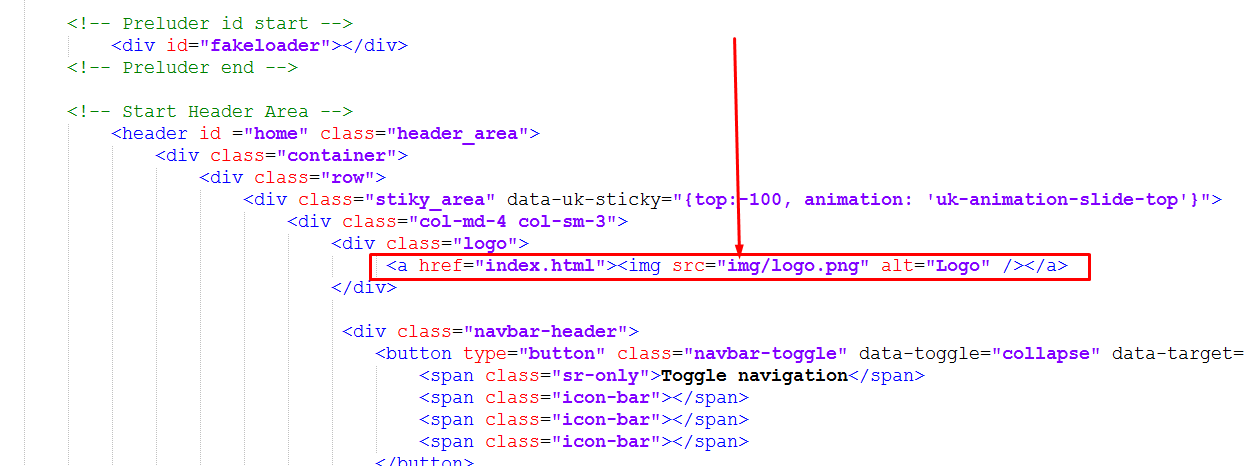 <!-- Preluder id start -->
<div id="fakeloader"></div>
<!-- Preluder end -->
<!-- Start Header Area -->
<header id ="home" class="header_area">
<div class="container">
<div class="row">
<div class="stiky_area" data-uk-sticky="{top:-100, animation: 'uk-animation-slide-top'}">
<div class="col-md-4 col-sm-3">
<div class="logo">
<a href="index.html"><img src="img/logo.png" alt="Logo" /></a>
</div>
<div class="navbar-header">
<button type="button" class="navbar-toggle" data-toggle="collapse" data-target=
<span class="sr-only">Toggle navigation</span>
<span class="icon-bar"></span>
<span class="icon-bar"></span>
<span class="icon-bar"></span>
</button>